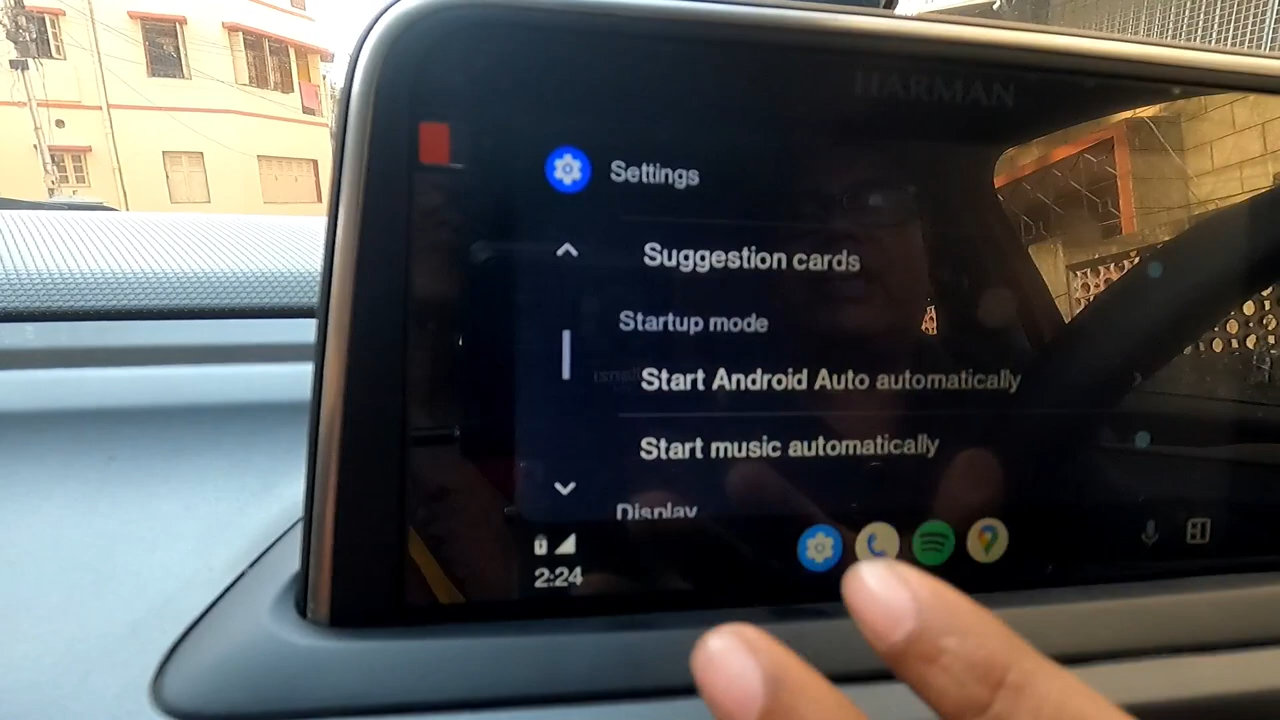 HARMAN
Settings
Suggestion cards
Startup mode
Start Android Auto automatically
Start music automatically
Display
2:24